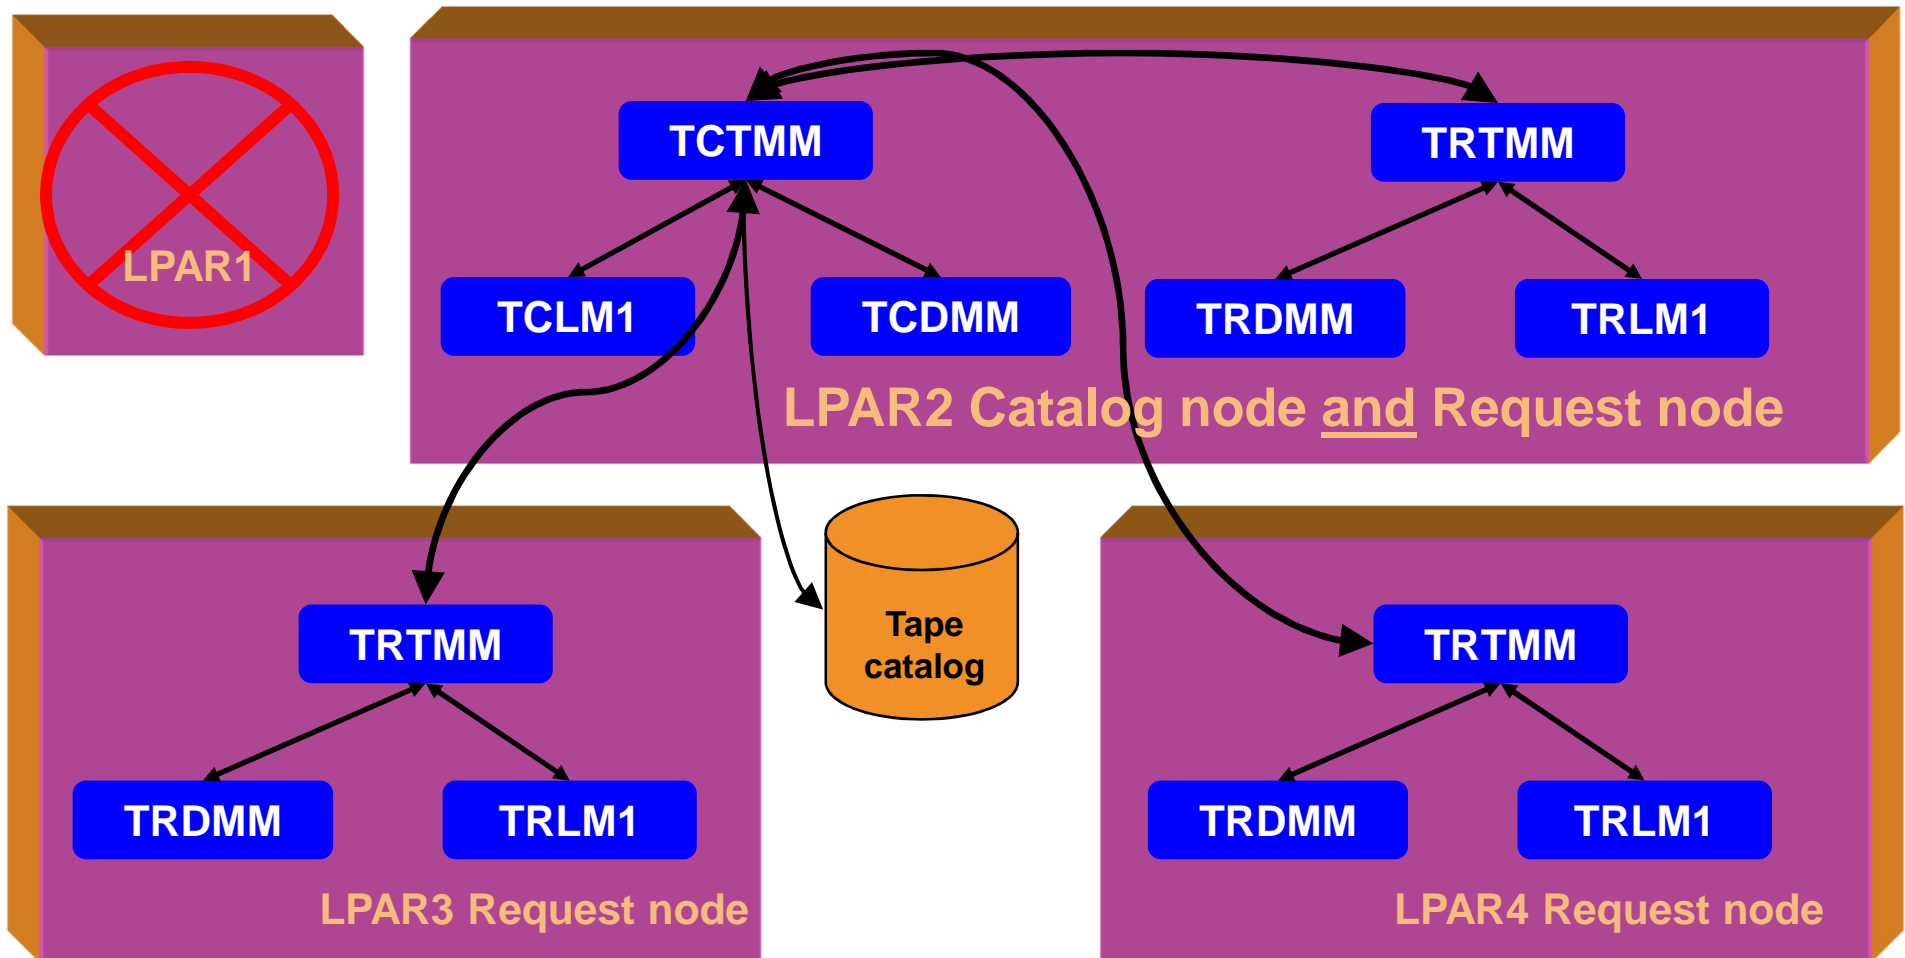 LPAR1
TCTMM
TRTMM
TCLM1
TCDMM
TRDMM
TRLM1
LPAR2 Catalog node and Request node
Tape
catalog
TRTMM
TRDMM
TRLM1
LPAR3 Request node
TRTMM
TRDMM
TRLM1
LPAR4 Request node